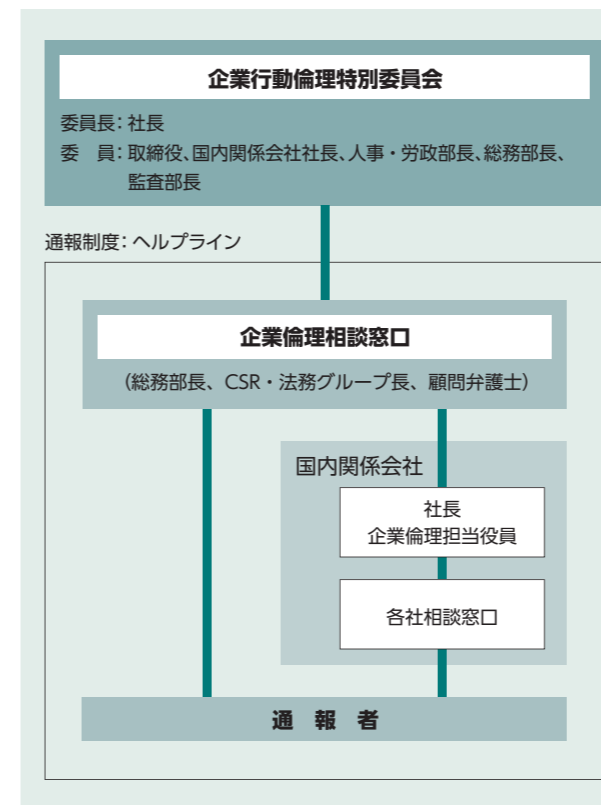 企業行動倫理特別委員会
委員長：社長
委　員：取締役、国内関係会社社長、人事・労政部長、総務部長、
監査部長
通報制度：ヘルプライン
企業倫理相談窓口
（総務部長、CSR・法務グループ長、顧問弁護士）
国内関係会社
社長
企業倫理担当役員
各社相談窓口
通　報　者